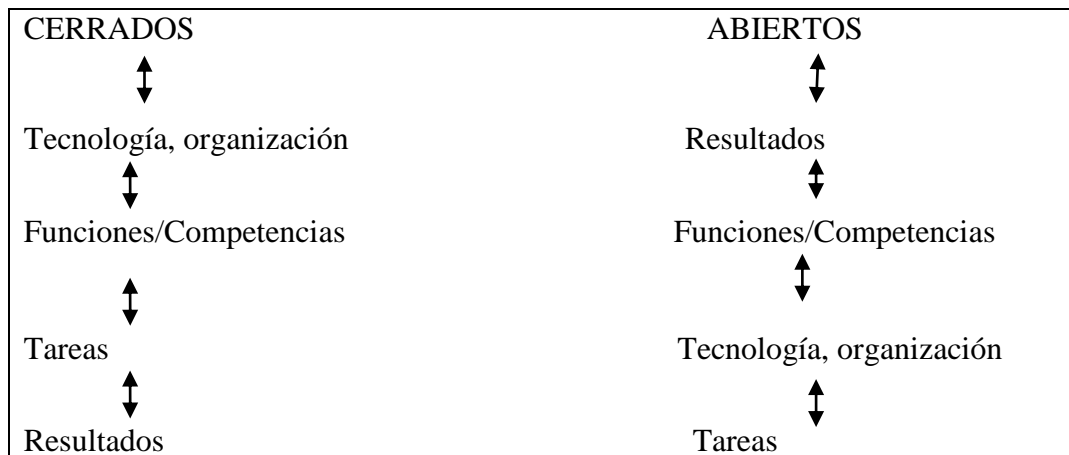 CERRADOS ABIERTOS
Tecnología, organización Resultados
Funciones/Competencias Funciones/Competencias
Tareas Tecnología, organización
Resultados Tareas